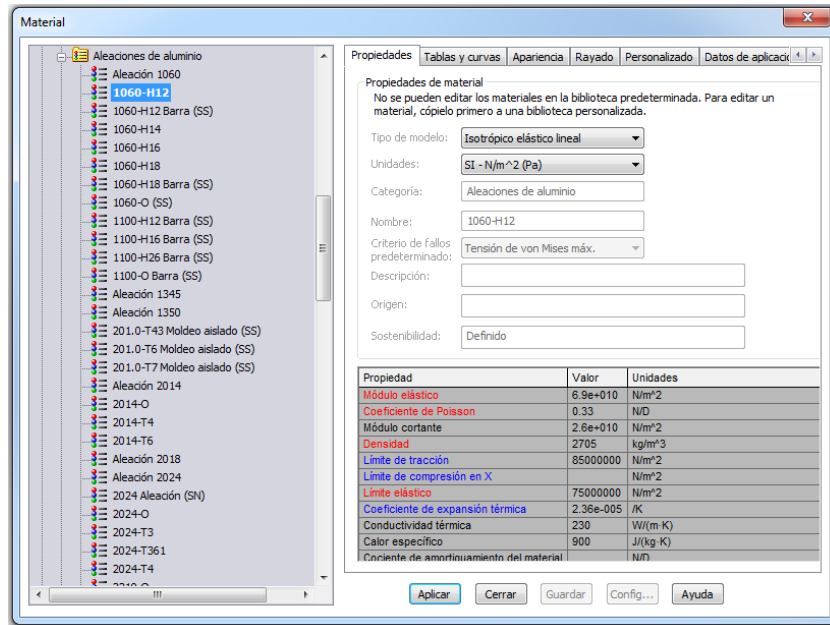 Material
Aleaciones de aluminio
Aleación 1060
1060-H12
1060-H12 Barra (SS)
1060-H14
1060-H16
1060-H18
1060-H18 Barra (SS)
1060-O (SS)
1100-H12 Barra (SS)
1100-H16 Barra (SS)
1100-H26 Barra (SS)
1100-O Barra (SS)
Aleación 1345
Aleación 1350
201.0-T43 Moldeo aislado (SS)
201.0-T6 Moldeo aislado (SS)
201.0-T7 Moldeo aislado (SS)
Aleación 2014
2014-O
2014-T4
2014-T6
Aleación 2018
Aleación 2024
2024 Aleación (SN)
2024-O
2024-T3
2024-T361
2024-T4
Propiedades Tablas y curvas Apariencia Rayado Personalizado Datos de aplicació
Propiedades de material
No se pueden editar los materiales en la biblioteca predeterminada. Para editar un
material, cópielo primero a una biblioteca personalizada.
Tipo de modelo: Isotrópico elástico lineal
Unidades: SI - N/m^2 (Pa)
Categoría: Aleaciones de aluminio
Nombre: 1060-H12
Criterio de fallos
predeterminado: Tensión de von Mises máx.
Descripción:
Origen:
Sostenibilidad: Definido
Propiedad Valor Unidades
Módulo elástico 6.9e+010 N/m^2
Coeficiente de Poisson 0.33 N/D
Módulo cortante 2.6e+010 N/m^2
Densidad 2705 kg/m^3
Límite de tracción 85000000 N/m^2
Límite de compresión en X N/m^2
Límite elástico 75000000 N/m^2
Coeficiente de expansión térmica 2.36e-005 /K
Conductividad térmica 230 W/(m·K)
Calor específico 900 J/(kg·K)
Cociente de amortiguamiento del material N/D
Aplicar Cerrar Guardar Config... Ayuda